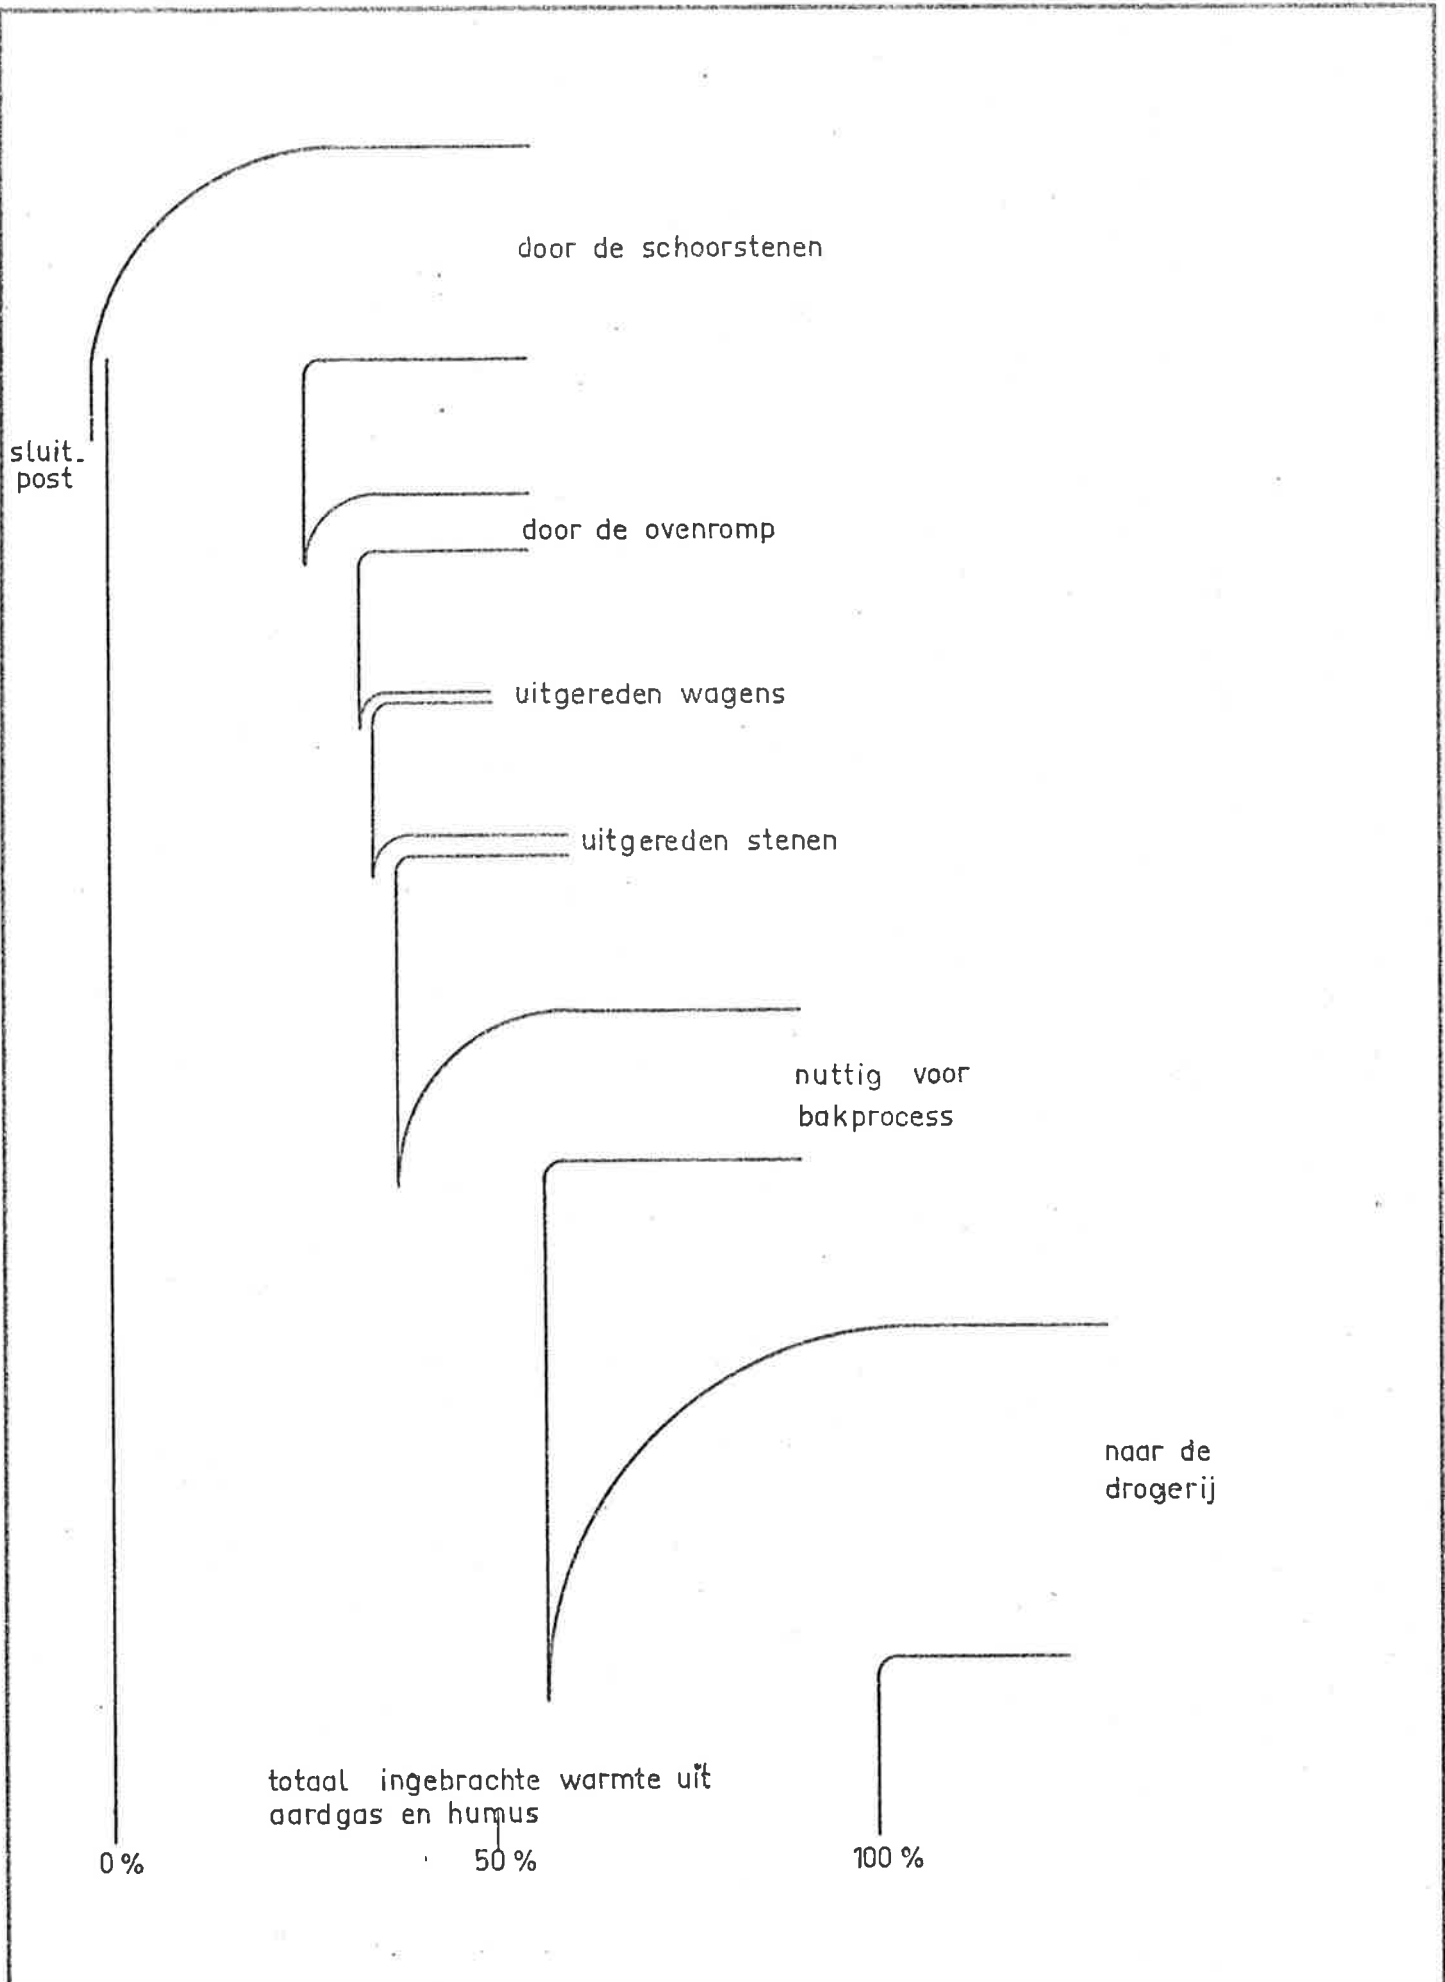 door de schoorstenen
sluit-
post
door de ovenromp
uitgereden wagens
uitgereden stenen
nuttig voor
bakprocess
naar de
drogerij
totaal ingebrachte warmte uit
aardgas en humus
0 %
50 %
100 %